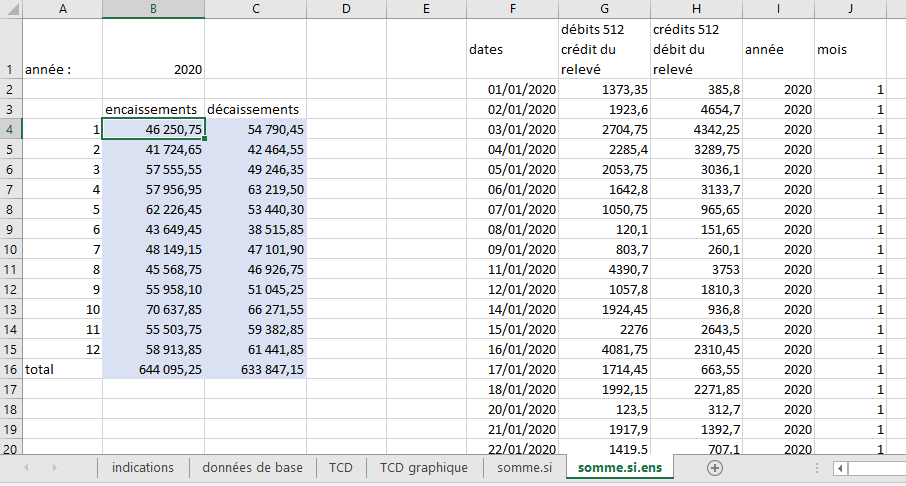 A B C D E F G H I J
débits 512 crédits 512
dates crédit du débit du année mois
1 année : 2020 relevé relevé
2 01/01/2020 1373,35 385,8 2020 1
3 encaissements décaissements 02/01/2020 1923,6 4654,7 2020 1
4 1 46 250,75 54 790,45 03/01/2020 2704,75 4342,25 2020 1
5 2 41 724,65 42 464,55 04/01/2020 2285,4 3289,75 2020 1
6 3 57 555,55 49 246,35 05/01/2020 2053,75 3036,1 2020 1
7 4 57 956,95 63 219,50 06/01/2020 1642,8 3133,7 2020 1
8 5 62 226,45 53 440,30 07/01/2020 1050,75 965,65 2020 1
9 6 43 649,45 38 515,85 08/01/2020 120,1 151,65 2020 1
10 7 48 149,15 47 101,90 09/01/2020 803,7 260,1 2020 1
11 8 45 568,75 46 926,75 11/01/2020 4390,7 3753 2020 1
12 9 55 958,10 51 045,25 12/01/2020 1057,8 1810,3 2020 1
13 10 70 637,85 66 271,55 14/01/2020 1924,45 936,8 2020 1
14 11 55 503,75 59 382,85 15/01/2020 2276 2643,5 2020 1
15 12 58 913,85 61 441,85 16/01/2020 4081,75 2310,45 2020 1
16 total 644 095,25 633 847,15 17/01/2020 1714,45 663,55 2020 1
17 18/01/2020 1992,15 2271,85 2020 1
18 20/01/2020 123,5 312,7 2020 1
19 21/01/2020 1917,9 1392,7 2020 1
20 22/01/2020 1419,5 707,1 2020 1
indications données de base TCD TCD graphique somme.si somme.si.ens